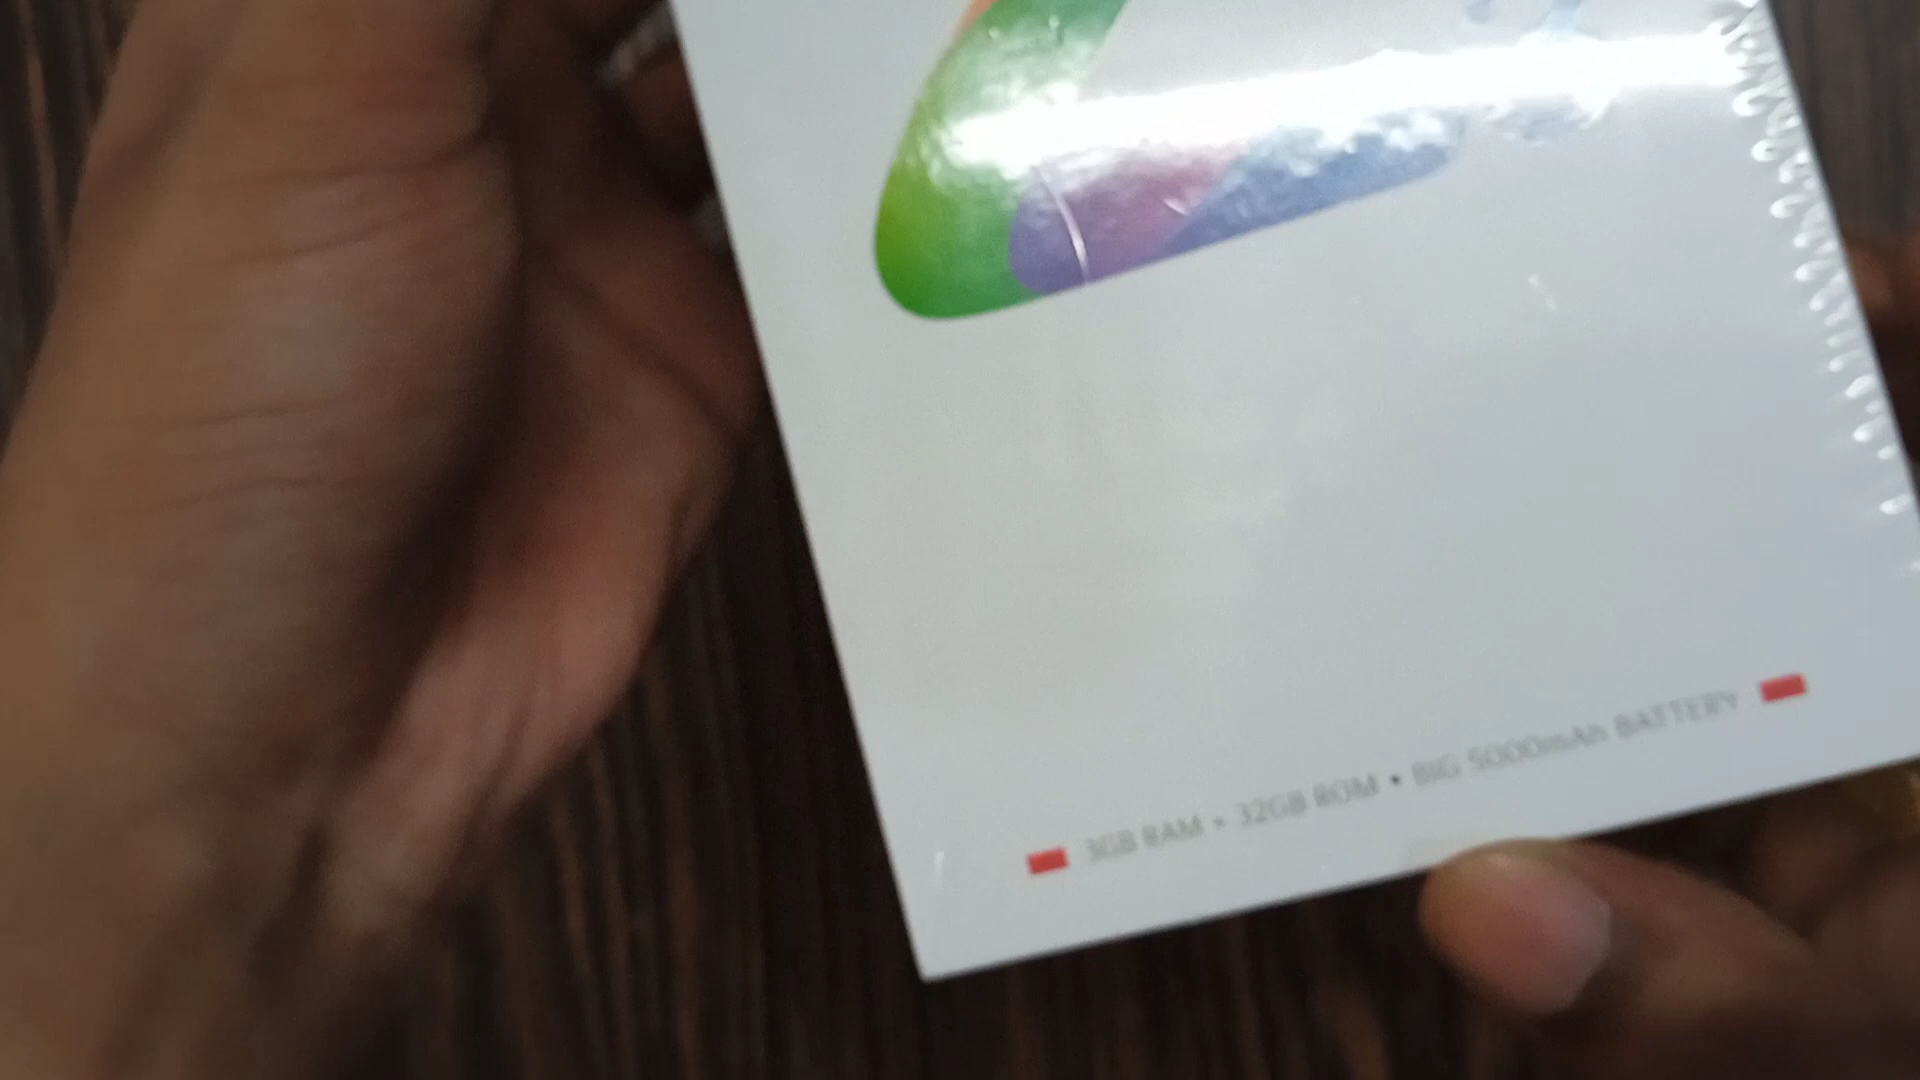 3GB RAM • 32GB ROM • BIG 5000mAh BATTERY